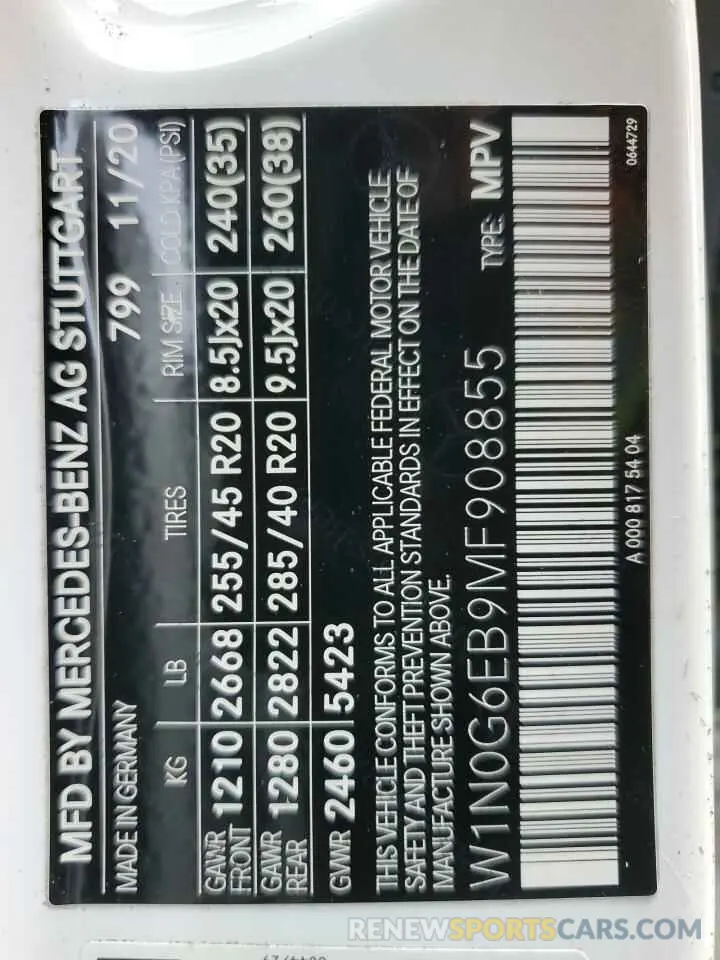 MFD BY MERCEDES-BENZ AG STUTTGART
MADE IN GERMANY 799 11/20
KG LB TIRES RIM SIZE COLD KPA (PSI)
GAWR FRONT 1210 2668 255/45 R20 8.5Jx20 240(35)
GAWR REAR 1280 2822 285/40 R20 9.5Jx20 260(38)
GVWR 2460 5423
THIS VEHICLE CONFORMS TO ALL APPLICABLE FEDERAL MOTOR VEHICLE
SAFETY AND THEFT PREVENTION STANDARDS IN EFFECT ON THE DATE OF
MANUFACTURE SHOWN ABOVE.
W1N0G6EB9MF908855 TYPE: MPV
A 000 817 54 04 0644729
RENEWSPORTSCARS.COM